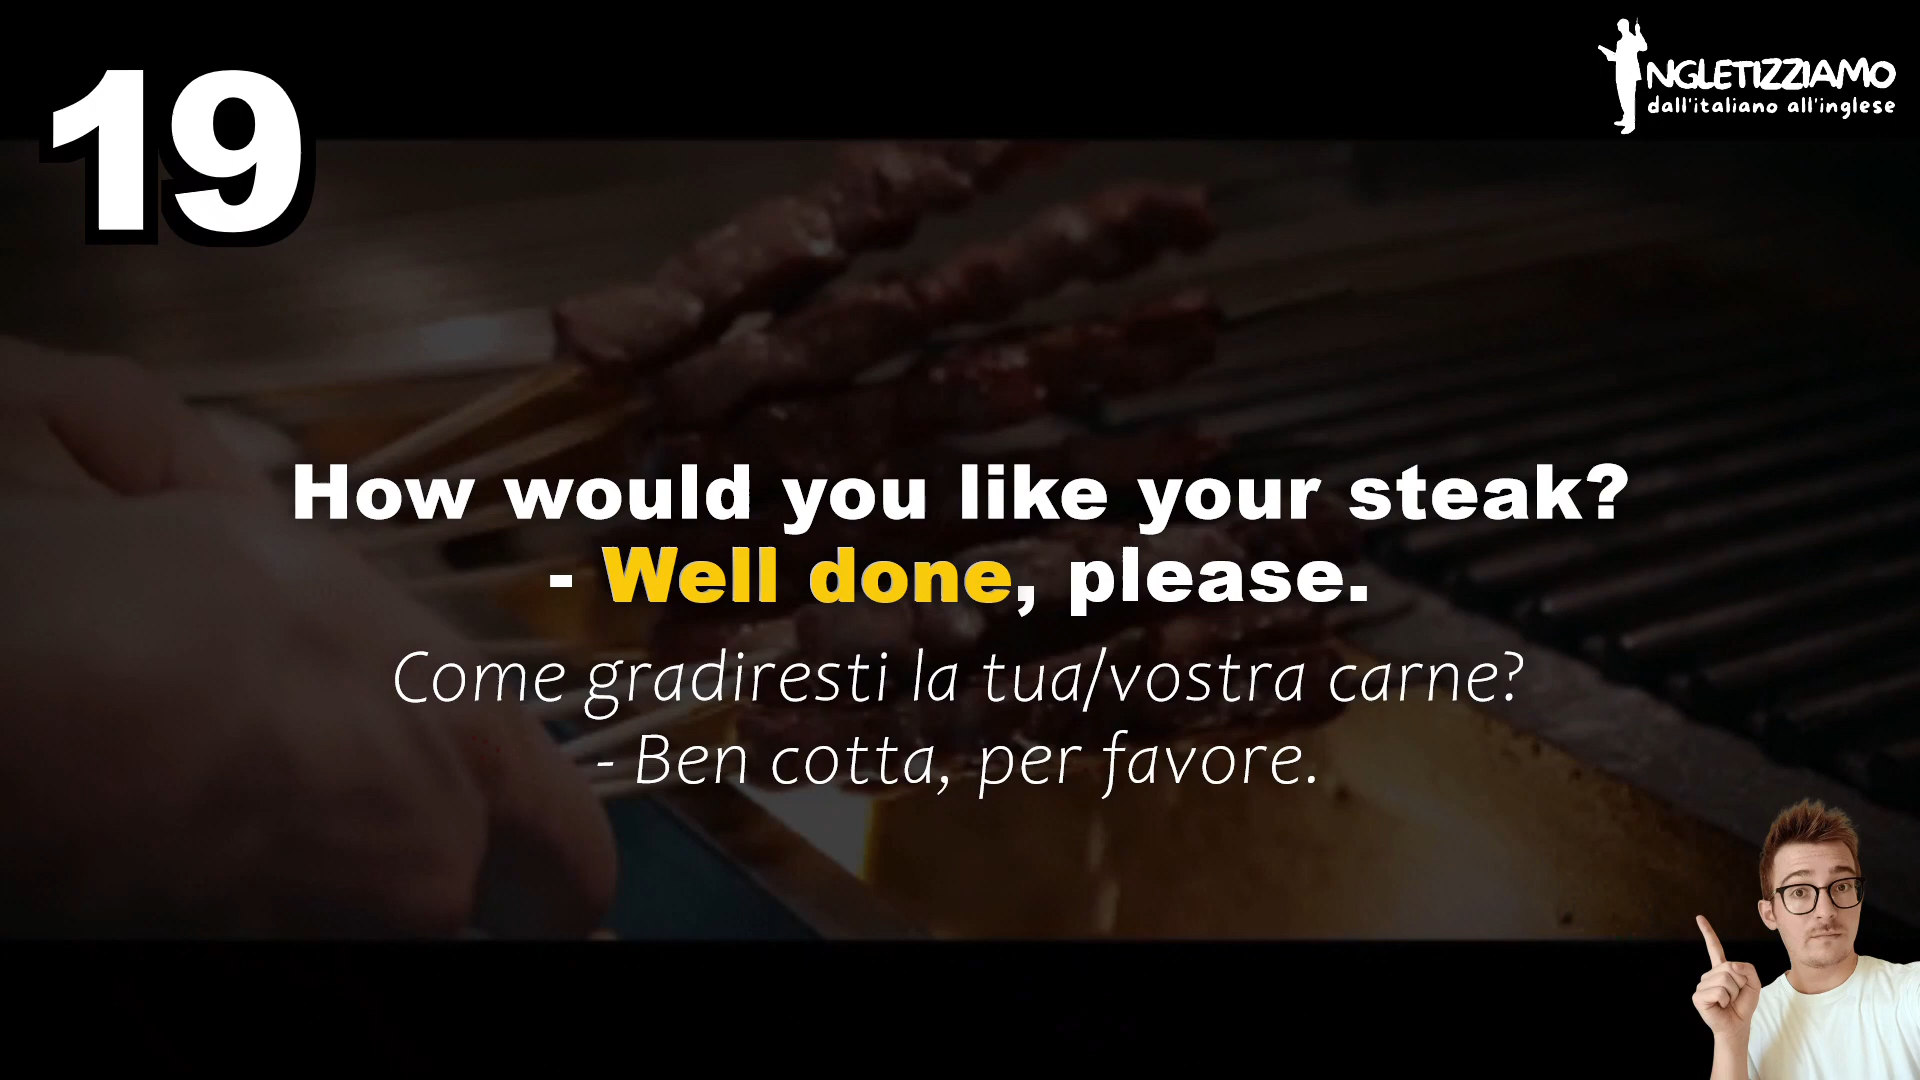 19
INGLETIZZIAMO
dall'italiano all'inglese
How would you like your steak?
- Well done, please.
Come gradiresti la tua/vostra carne?
- Ben cotta, per favore.